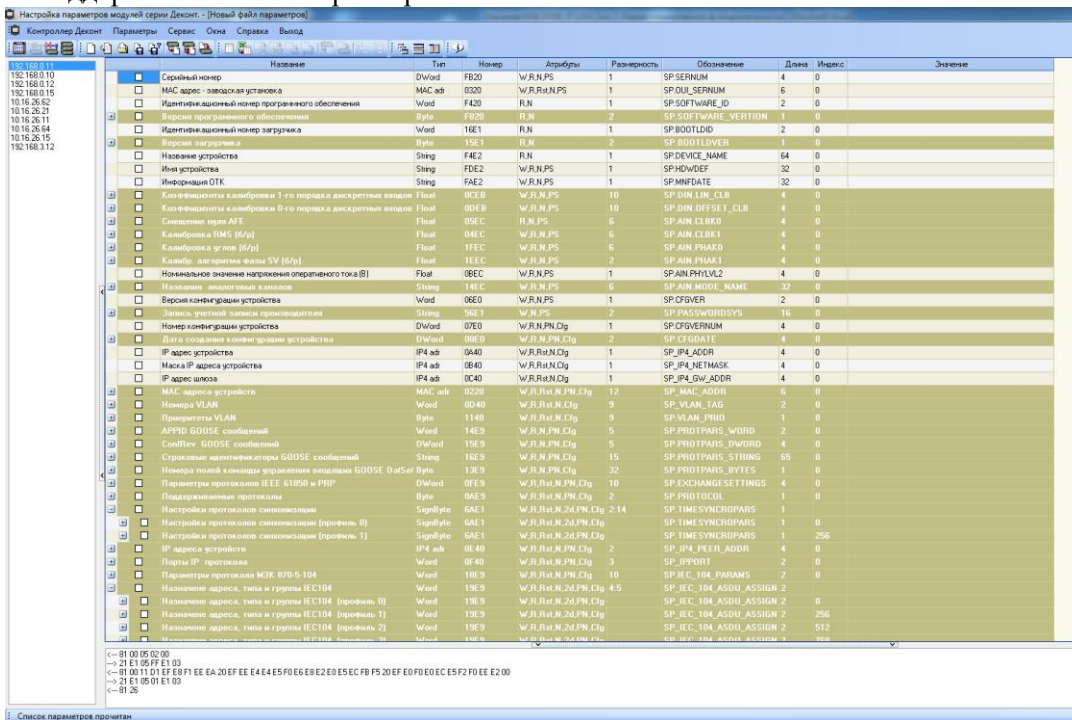 Настройка параметров модулей серии Деконт. - [Новый файл параметров]
Контроллер Деконт Параметры Сервис Окна Справка Выход
192.168.0.11
192.168.0.10
192.168.0.12
192.168.0.15
10.16.26.62
10.16.26.21
10.16.26.11
10.16.26.64
10.16.26.15
192.168.3.12
Название Тип Номер Атрибуты Размерность Обозначение Длина Индекс Значение
Серийный номер DWord FB20 W,R,N,PS 1 SP.SERNUM 4 0
MAC адрес - заводская установка MAC adr 0320 W,R,Rst,N,PS 1 SP.OUI_SERNUM 6 0
Идентификационный номер программного обеспечения Word F420 R,N 1 SP.SOFTWARE_ID 2 0
Версия программного обеспечения Byte F820 R,N 2 SP.SOFTWARE_VERTION 1 0
Идентификационный номер загрузчика Word 16E1 R,N 1 SP.BOOTLDID 2 0
Версия загрузчика Byte 15E1 R,N 2 SP.BOOTLDVER 1 0
Название устройства String F4E2 R,N 1 SP.DEVICE_NAME 64 0
Имя устройства String FDE2 W,R,N,PS 1 SP.HDWDEF 32 0
Информация ОТК String FAE2 W,R,N,PS 1 SP.MNFDATE 32 0
Коэффициенты калибровки 1-го порядка дискретных входов Float 0CEB W,R,N,PS 10 SP.DIN.LIN_CLB 4 0
Коэффициенты калибровки 0-го порядка дискретных входов Float 0DEB W,R,N,PS 10 SP.DIN.OFFSET_CLB 4 0
Смещение нуля AFE Float 05EC R,N,PS 6 SP.AIN.CLBK0 4 0
Калибровка RMS (б/р) Float 04EC W,R,N,PS 6 SP.AIN.CLBK1 4 0
Калибровка углов (б/р) Float 1FEC W,R,N,PS 6 SP.AIN.PHAK0 4 0
Калибр. алгоритма фазы SV (б/р) Float 1EEC W,R,N,PS 2 SP.AIN.PHAK1 4 0
Номинальное значение напряжения оперативного тока (В) Float 0BEC W,R,N,PS 1 SP.AIN.PHYLVL2 4 0
Названия аналоговых каналов String 14EC W,R,N,PS 6 SP.AIN.MODE_NAME 32 0
Версия конфигурации устройства Word 06E0 W,R,N,PS 1 SP.CFGVER 2 0
Запись учетной записи производителя String 56E1 W,N,PS 2 SP.PASSWORDSYS 16 0
Номер конфигурации устройства DWord 07E0 W,R,N,PN,Cfg 1 SP.CFGVERNUM 4 0
Дата создания конфигурации устройства DWord 08E0 W,R,N,PN,Cfg 2 SP.CFGDATE 4 0
IP адрес устройства IP4 adr 0A40 W,R,Rst,N,Cfg 1 SP_IP4_ADDR 4 0
Маска IP адреса устройства IP4 adr 0B40 W,R,Rst,N,Cfg 1 SP_IP4_NETMASK 4 0
IP адрес шлюза IP4 adr 0C40 W,R,Rst,N,Cfg 1 SP_IP4_GW_ADDR 4 0
MAC адреса устройств MAC adr 0220 W,R,Rst,N,PN,Cfg 12 SP_MAC_ADDR 6 0
Номера VLAN Word 0D40 W,R,Rst,N,Cfg 9 SP_VLAN_TAG 2 0
Приоритеты VLAN Byte 1140 W,R,Rst,N,Cfg 9 SP.VLAN_PRIO 1 0
APPID GOOSE сообщений Word 14E9 W,R,N,PN,Cfg 5 SP.PROTPARS_WORD 2 0
ConfRev GOOSE сообщений DWord 15E9 W,R,N,PN,Cfg 5 SP.PROTPARS_DWORD 4 0
Строковые идентификаторы GOOSE сообщений String 16E9 W,R,N,PN,Cfg 15 SP.PROTPARS_STRING 65 0
Номера полей команды управления входящих GOOSE DatSet Byte 13E9 W,R,N,PN,Cfg 32 SP.PROTPARS_BYTES 1 0
Параметры протоколов IEEE 61850 и PRP DWord 0FE9 W,R,Rst,N,PN,Cfg 10 SP.EXCHANGESETTINGS 4 0
Поддерживаемые протоколы Byte 0AE9 W,R,Rst,N,PN,Cfg 2 SP.PROTOCOL 1 0
Настройки протоколов синхронизации SignByte 6AE1 W,R,Rst,N,2d,PN,Cfg 2:14 SP.TIMESYNCROPARS 1
Настройки протоколов синхронизации (профиль 0) SignByte 6AE1 W,R,Rst,N,2d,PN,Cfg SP.TIMESYNCROPARS 1 0
Настройки протоколов синхронизации (профиль 1) SignByte 6AE1 W,R,Rst,N,2d,PN,Cfg SP.TIMESYNCROPARS 1 256
IP адреса устройств IP4 adr 0E40 W,R,Rst,N,PN,Cfg 2 SP_IP4_PEER_ADDR 4 0
Порты IP протокола Word 0F40 W,R,Rst,N,PN,Cfg 3 SP_IPPORT 2 0
Параметры протокола МЭК 870-5-104 Word 18E9 W,R,Rst,N,PN,Cfg 10 SP.IEC_104_PARAMS 2 0
Назначене адреса, типа и группы IEC104 Word 19E9 W,R,Rst,N,2d,PN,Cfg 4:5 SP_IEC_104_ASDU_ASSIGN 2
Назначене адреса, типа и группы IEC104 (профиль 0) Word 19E9 W,R,Rst,N,2d,PN,Cfg SP_IEC_104_ASDU_ASSIGN 2 0
Назначене адреса, типа и группы IEC104 (профиль 1) Word 19E9 W,R,Rst,N,2d,PN,Cfg SP_IEC_104_ASDU_ASSIGN 2 256
Назначене адреса, типа и группы IEC104 (профиль 2) Word 19E9 W,R,Rst,N,2d,PN,Cfg SP_IEC_104_ASDU_ASSIGN 2 512
<-- 81 00 05 02 00
--> 21 E1 05 FF E1 03
<-- 81 00 11 D1 EF E8 F1 EE EA 20 EF EE E4 E4 E5 F0 E6 E8 E2 E0 E5 EC FB F5 20 EF E0 F0 E0 EC E5 F2 F0 EE E2 00
--> 21 E1 05 01 E1 03
<-- 81 26
Список параметров прочитан